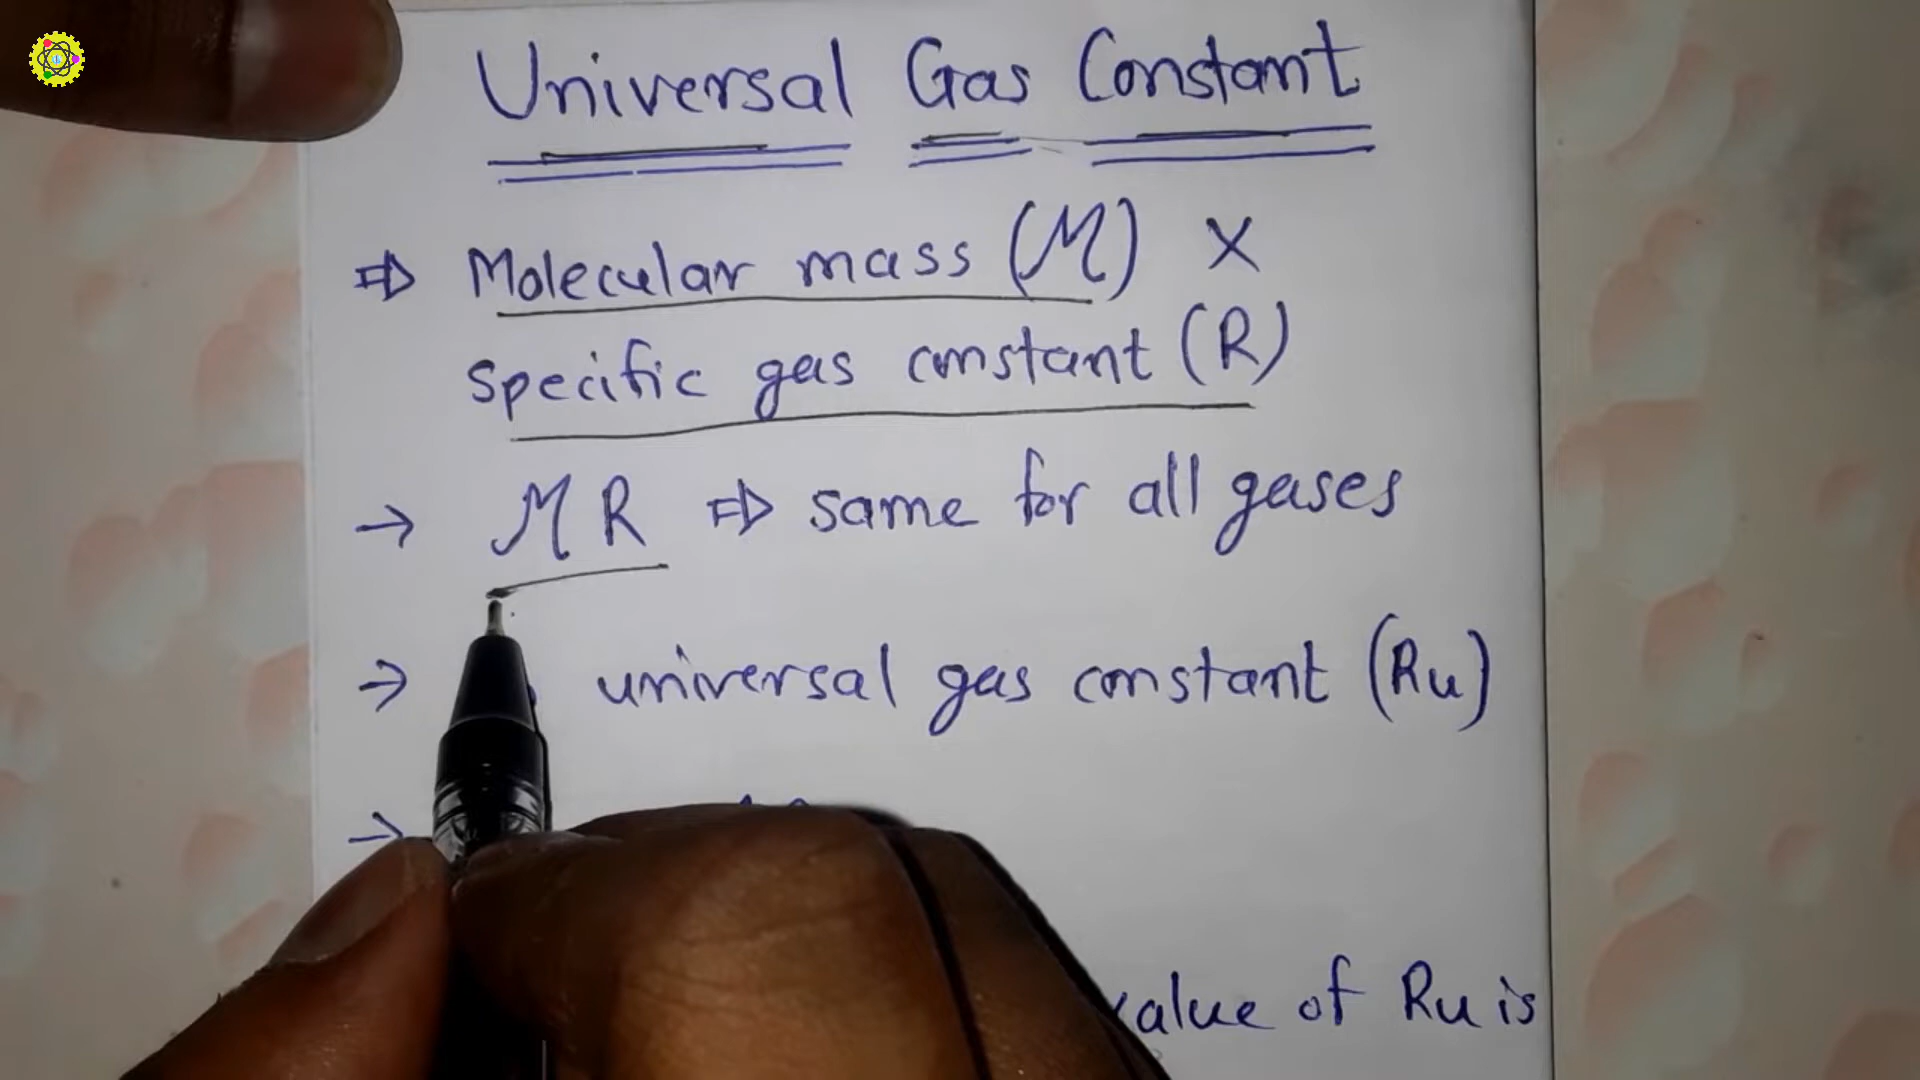 Universal Gas Constant
⇒ Molecular mass (M) ×
specific gas constant (R)
→ MR ⇒ same for all gases
→ universal gas constant (Ru)
→
value of Ru is